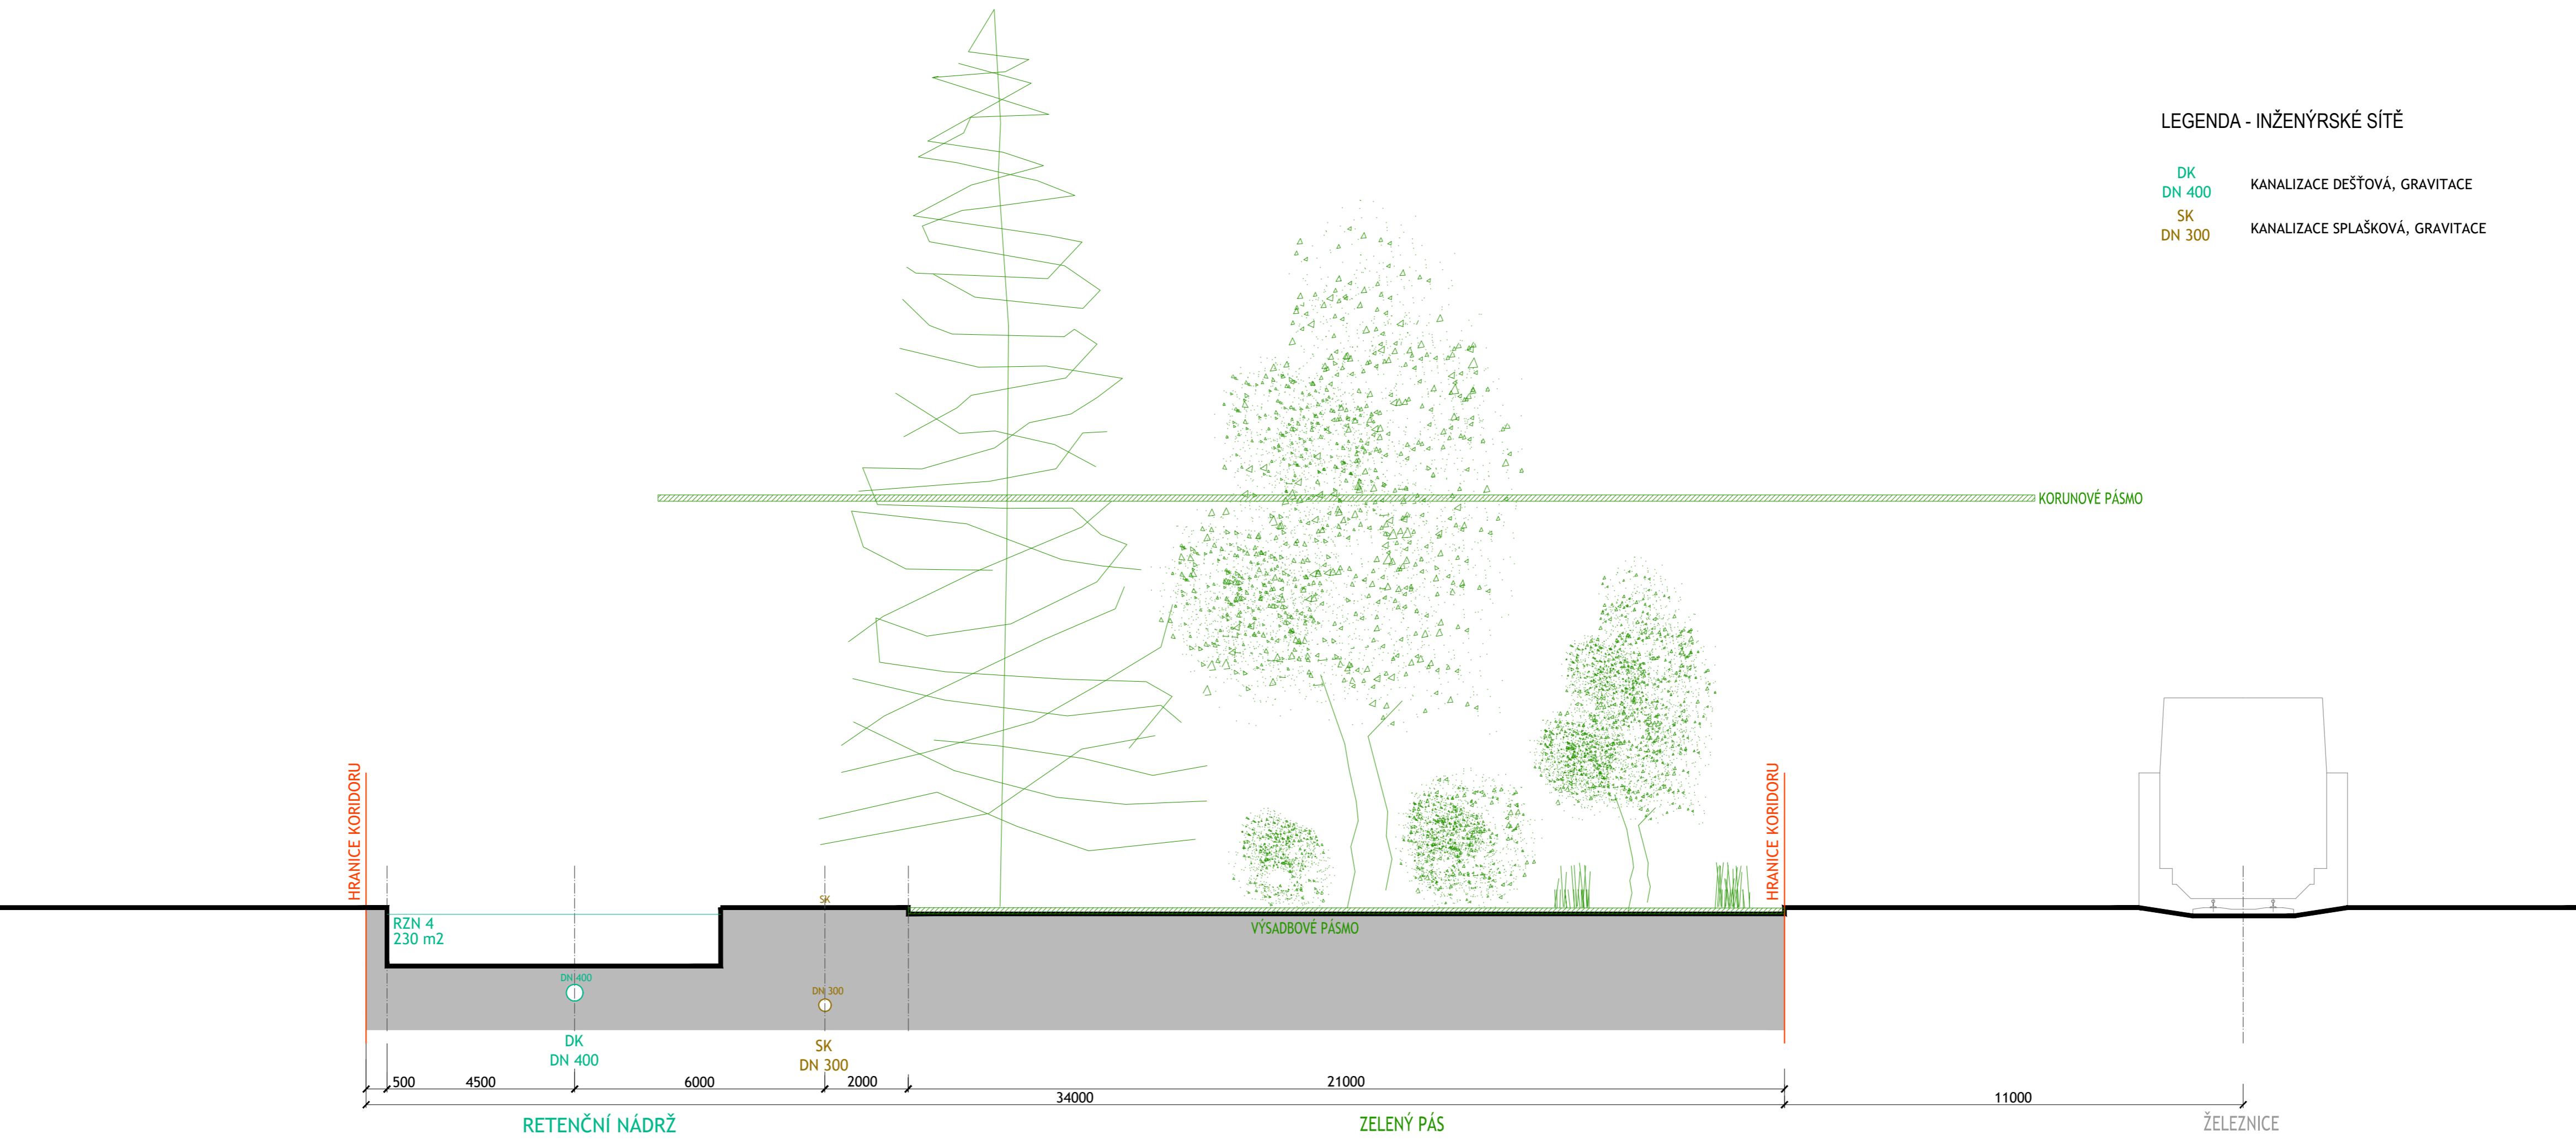 LEGENDA - INŽENÝRSKÉ SÍTĚ
DK
DN 400
KANALIZACE DEŠŤOVÁ, GRAVITACE
SK
DN 300
KANALIZACE SPLAŠKOVÁ, GRAVITACE
KORUNOVÉ PÁSMO
HRANICE KORIDORU
HRANICE KORIDORU
SK
RZN 4
230 m2
VÝSADBOVÉ PÁSMO
DN 400
DN 300
DK
DN 400
SK
DN 300
500
4500
6000
2000
21000
34000
11000
RETENČNÍ NÁDRŽ
ZELENÝ PÁS
ŽELEZNICE